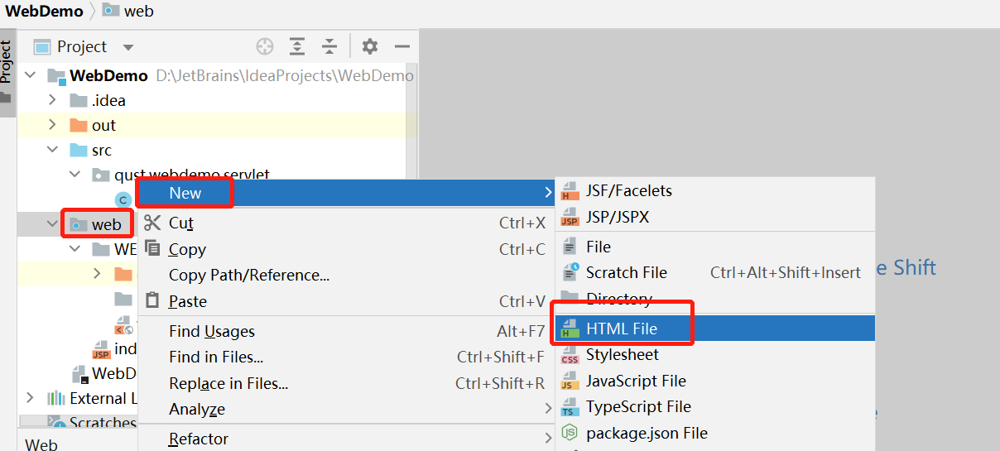 WebDemo web
Project
Project
WebDemo D:\JetBrains\IdeaProjects\WebDemo
.idea
out
src
qust.webdemo.servlet
C
web
WE
ind
WebD
External L
Scratches
Web
New
Cut Ctrl+X
Copy Ctrl+C
Copy Path/Reference...
Paste Ctrl+V
Find Usages Alt+F7
Find in Files... Ctrl+Shift+F
Replace in Files... Ctrl+Shift+R
Analyze
Refactor
JSF/Facelets
JSP/JSPX
File
Scratch File Ctrl+Alt+Shift+Insert
Directory
HTML File
Stylesheet
JavaScript File
TypeScript File
package.json File
e Shift